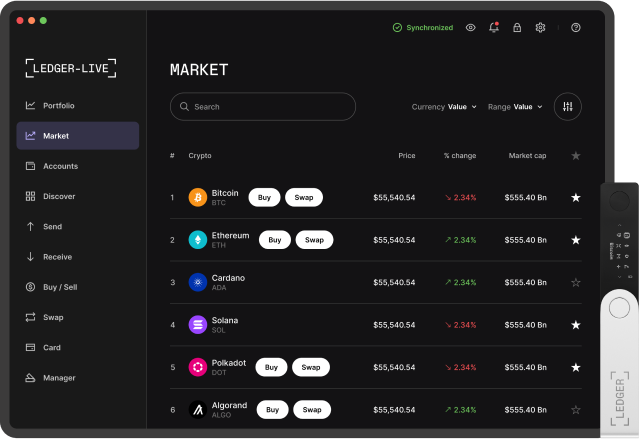 Synchronized
LEDGER-LIVE
MARKET
Search
Currency Value
Range Value
Portfolio
Market
Accounts
Discover
Send
Receive
Buy / Sell
Swap
Card
Manager
# Crypto Price % change Market cap
1 Bitcoin BTC Buy Swap $55,540.54 ↘ 2.34% $555.40 Bn
2 Ethereum ETH Buy Swap $55,540.54 ↗ 2.34% $555.40 Bn
3 Cardano ADA $55,540.54 ↗ 2.34% $555.40 Bn
4 Solana SOL $55,540.54 ↘ 2.34% $555.40 Bn
5 Polkadot DOT Buy Swap $55,540.54 ↘ 2.34% $555.40 Bn
6 Algorand ALGO Buy Swap $55,540.54 ↗ 2.34% $555.40 Bn
Bitcoin
LEDGER